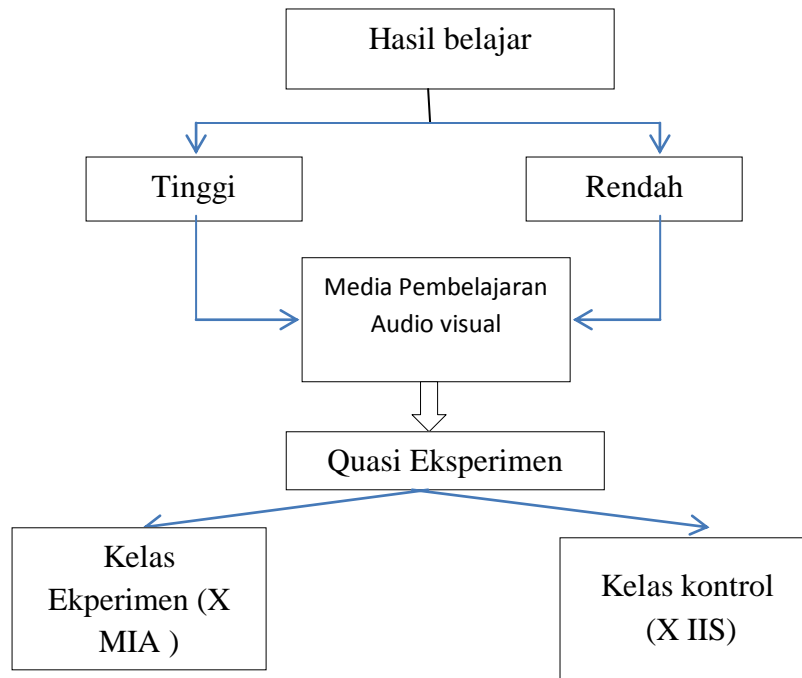 Hasil belajar
Tinggi
Rendah
Media Pembelajaran
Audio visual
Quasi Eksperimen
Kelas
Ekperimen (X
MIA )
Kelas kontrol
(X IIS)